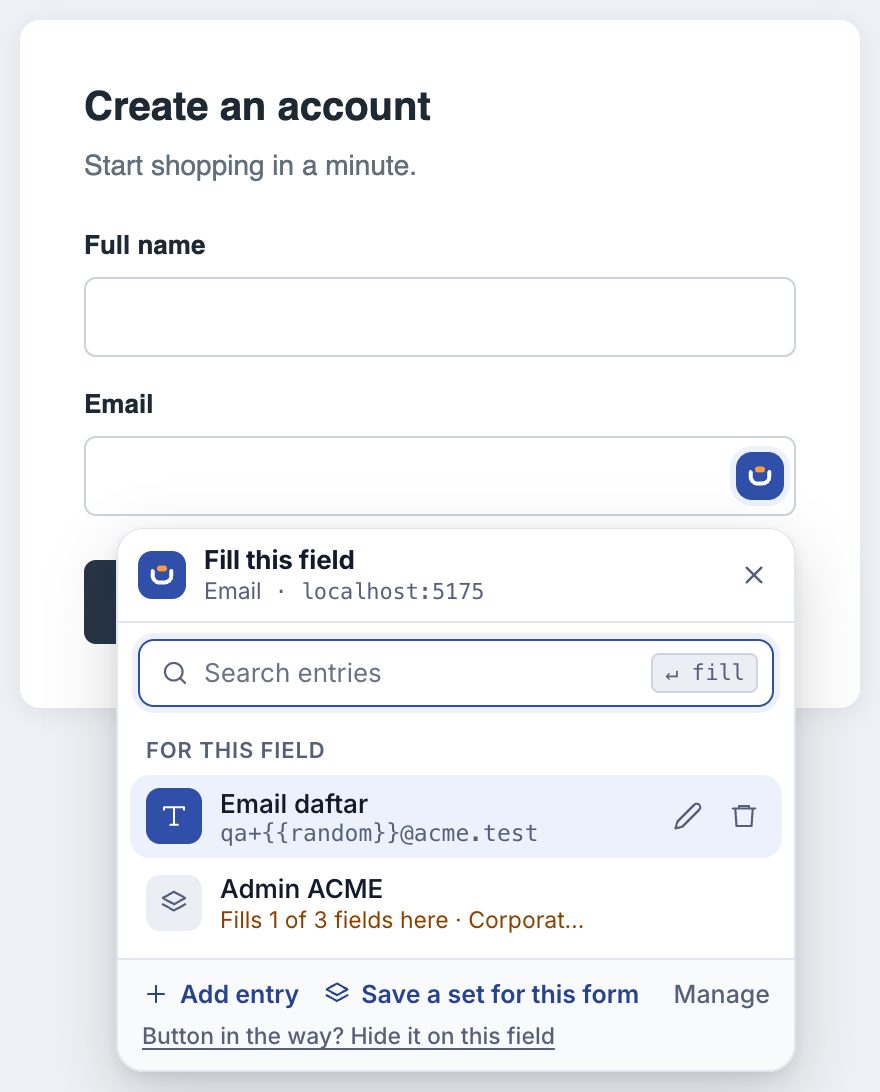 Create an account
Start shopping in a minute.
Full name
Email
Fill this field
Email · localhost:5175
Search entries
↵ fill
FOR THIS FIELD
Email daftar
qa+{{random}}@acme.test
Admin ACME
Fills 1 of 3 fields here · Corporat...
Add entry
Save a set for this form
Manage
Button in the way? Hide it on this field